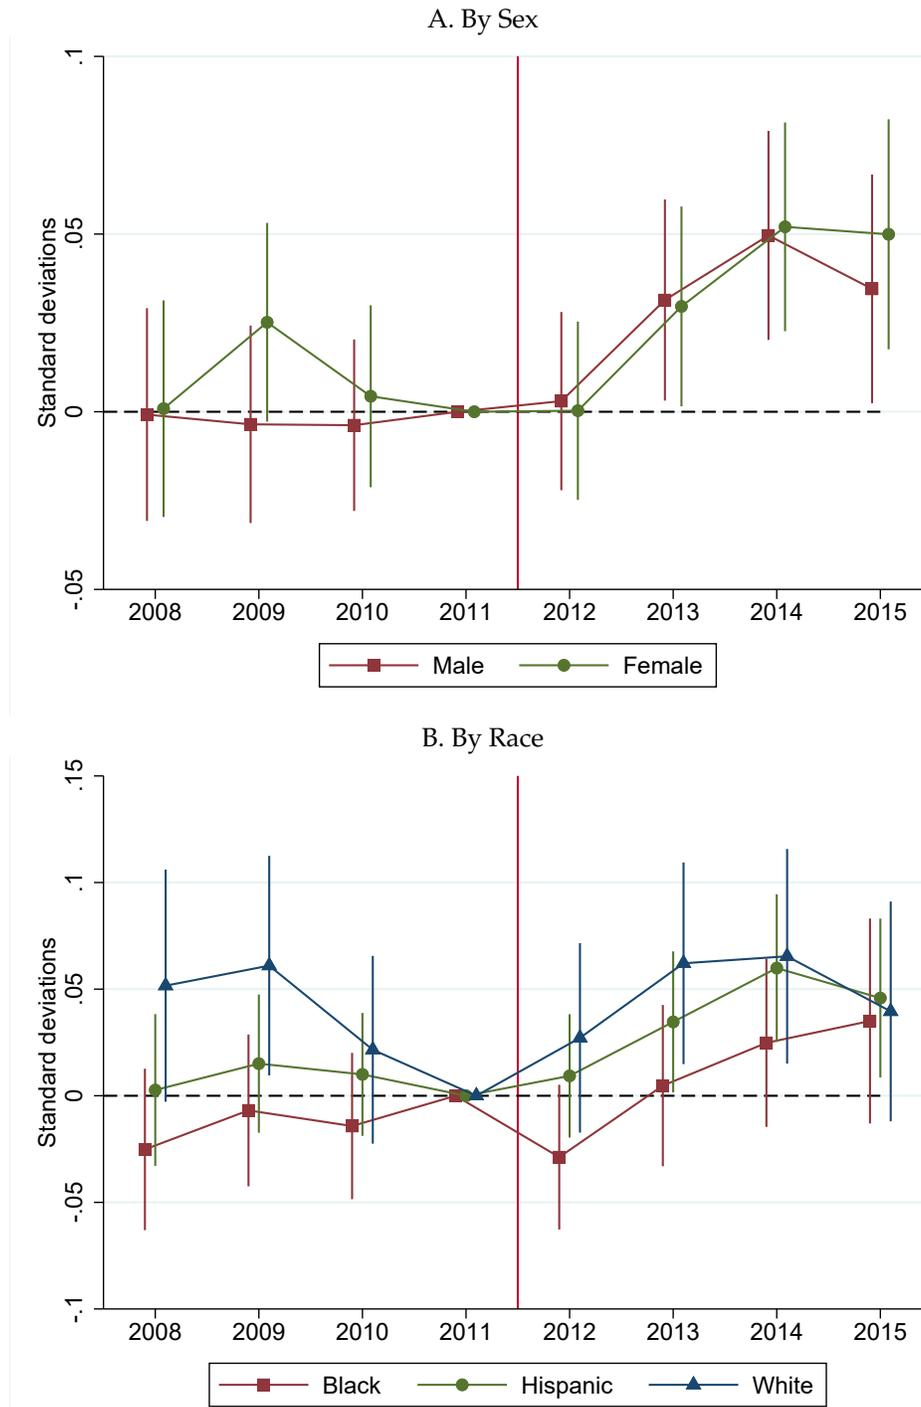 A. By Sex
.1
.05
0
-.05
Standard deviations
2008 2009 2010 2011 2012 2013 2014 2015
Male Female
B. By Race
.15
.1
.05
0
-.05
-.1
Standard deviations
2008 2009 2010 2011 2012 2013 2014 2015
Black Hispanic White